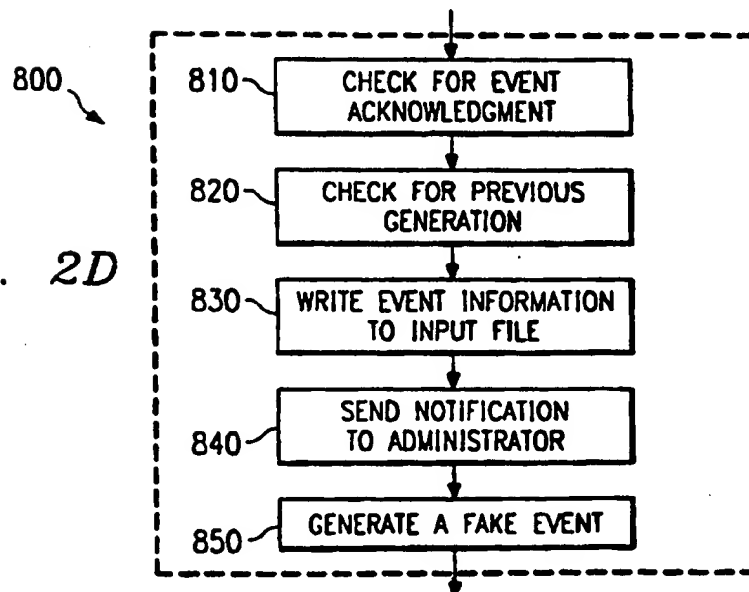 800
810
CHECK FOR EVENT
ACKNOWLEDGMENT
820
CHECK FOR PREVIOUS
GENERATION
. 2D
830
WRITE EVENT INFORMATION
TO INPUT FILE
840
SEND NOTIFICATION
TO ADMINISTRATOR
850
GENERATE A FAKE EVENT